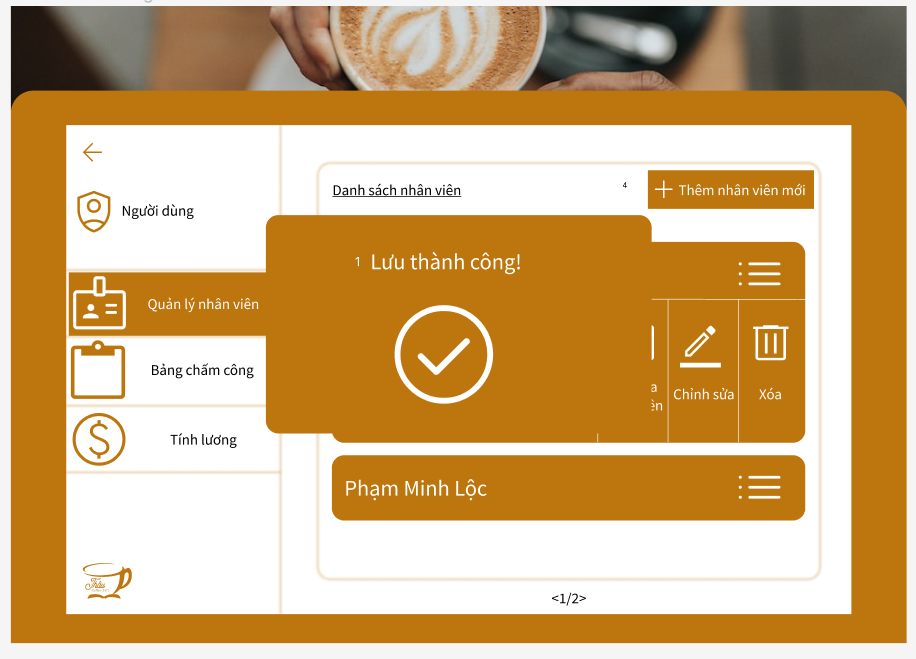 Danh sách nhân viên
4
Thêm nhân viên mới
Người dùng
1 Lưu thành công!
Quản lý nhân viên
Bảng chấm công
Chỉnh sửa
Xóa
Tính lương
Phạm Minh Lộc
Thâu
<1/2>